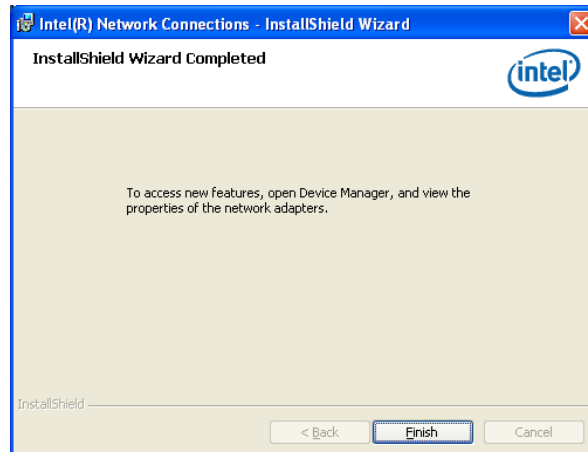 Intel(R) Network Connections - InstallShield Wizard
InstallShield Wizard Completed
intel
To access new features, open Device Manager, and view the
properties of the network adapters.
InstallShield
< Back
Finish
Cancel